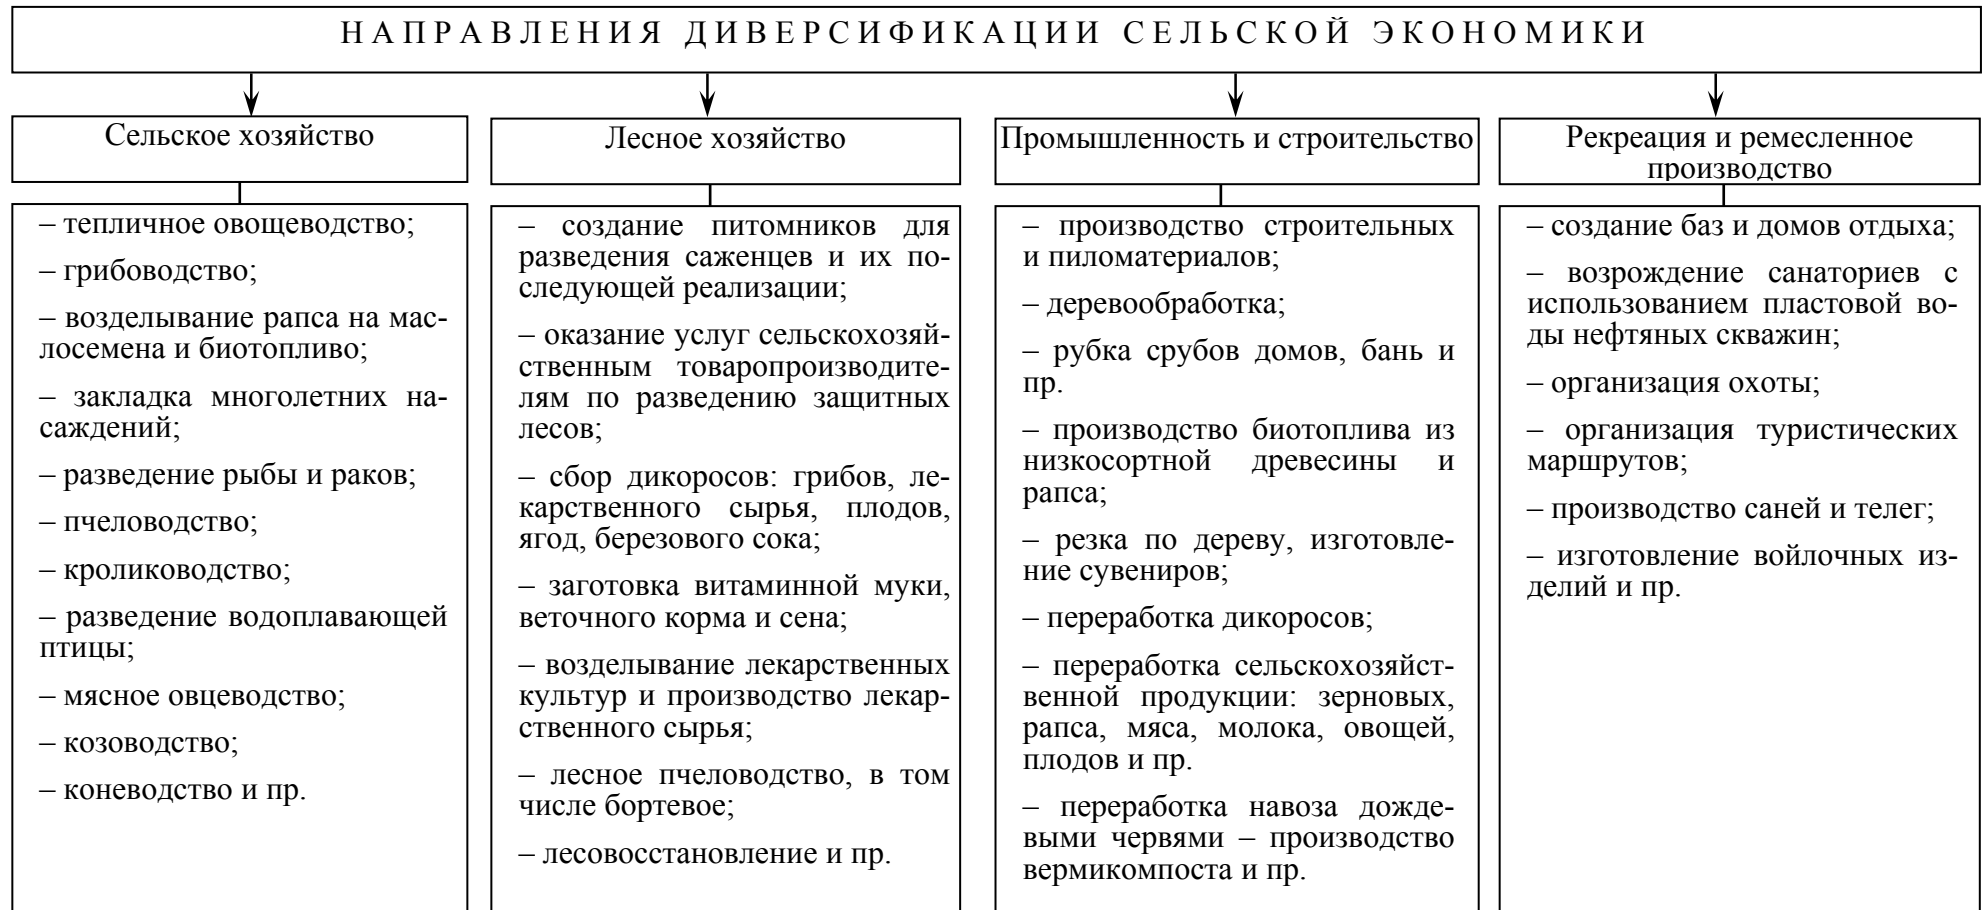 НАПРАВЛЕНИЯ ДИВЕРСИФИКАЦИИ СЕЛЬСКОЙ ЭКОНОМИКИ
Сельское хозяйство
– тепличное овощеводство;
– грибоводство;
– возделывание рапса на мас-
лосемена и биотопливо;
– закладка многолетних на-
саждений;
– разведение рыбы и раков;
– пчеловодство;
– кролиководство;
– разведение водоплавающей
птицы;
– мясное овцеводство;
– козоводство;
– коневодство и пр.
Лесное хозяйство
– создание питомников для
разведения саженцев и их по-
следующей реализации;
– оказание услуг сельскохозяй-
ственным товаропроизводите-
лям по разведению защитных
лесов;
– сбор дикоросов: грибов, ле-
карственного сырья, плодов,
ягод, березового сока;
– заготовка витаминной муки,
веточного корма и сена;
– возделывание лекарственных
культур и производство лекар-
ственного сырья;
– лесное пчеловодство, в том
числе бортевое;
– лесовосстановление и пр.
Промышленность и строительство
– производство строительных
и пиломатериалов;
– деревообработка;
– рубка срубов домов, бань и
пр.
– производство биотоплива из
низкосортной древесины и
рапса;
– резка по дереву, изготовле-
ние сувениров;
– переработка дикоросов;
– переработка сельскохозяйст-
венной продукции: зерновых,
рапса, мяса, молока, овощей,
плодов и пр.
– переработка навоза дожде-
выми червями – производство
вермикомпоста и пр.
Рекреация и ремесленное
производство
– создание баз и домов отдыха;
– возрождение санаториев с
использованием пластовой во-
ды нефтяных скважин;
– организация охоты;
– организация туристических
маршрутов;
– производство саней и телег;
– изготовление войлочных из-
делий и пр.